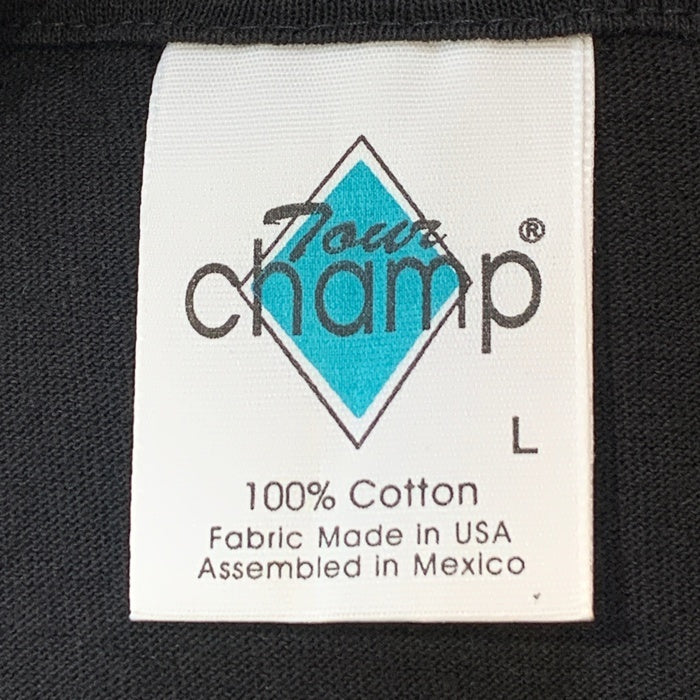 Tour
champ®
L
100% Cotton
Fabric Made in USA
Assembled in Mexico